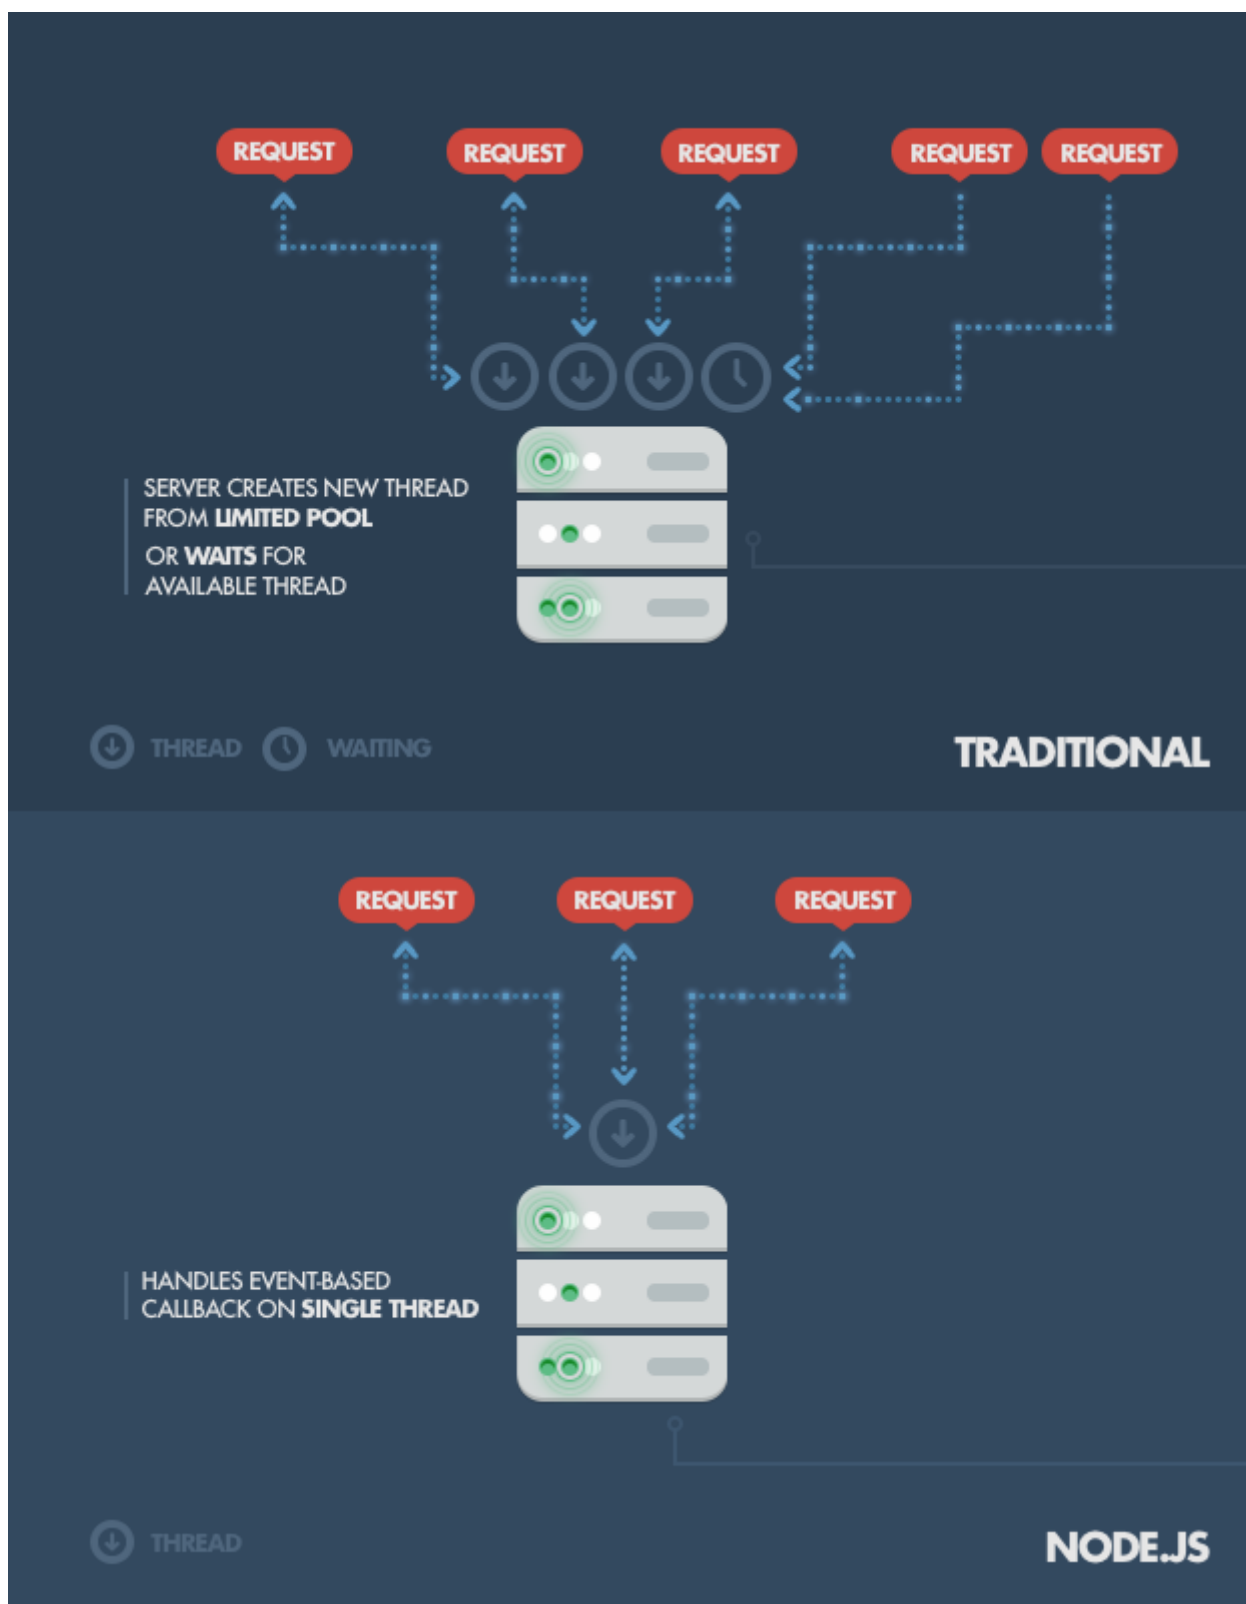 REQUEST
REQUEST
REQUEST
REQUEST
REQUEST
SERVER CREATES NEW THREAD
FROM LIMITED POOL
OR WAITS FOR
AVAILABLE THREAD
THREAD
WAITING
TRADITIONAL
REQUEST
REQUEST
REQUEST
HANDLES EVENT-BASED
CALLBACK ON SINGLE THREAD
THREAD
NODE.JS